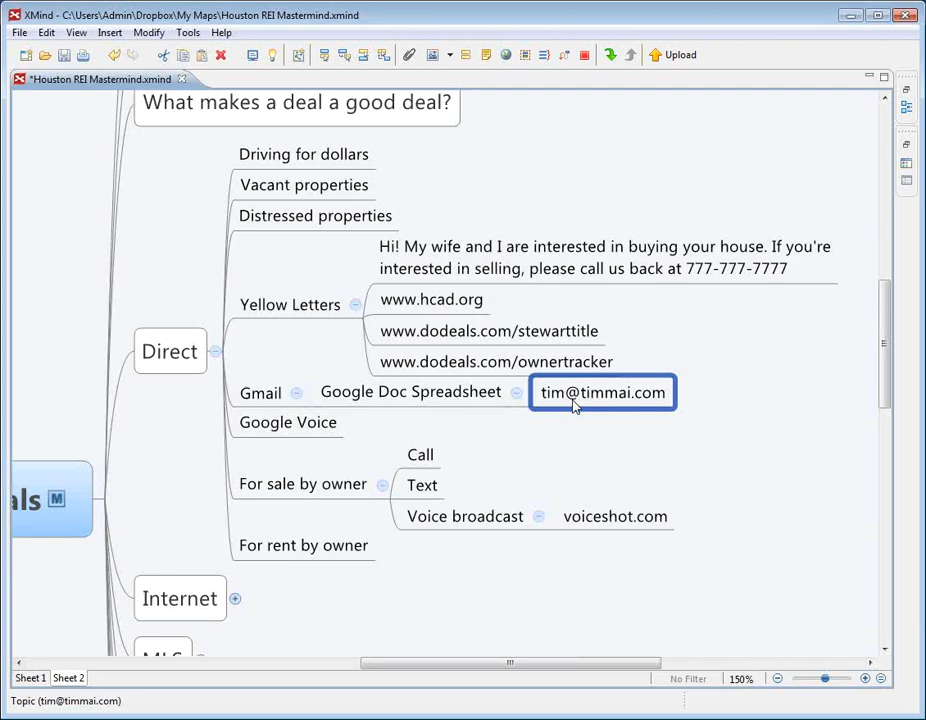 XMind - C:\Users\Admin\Dropbox\My Maps\Houston REI Mastermind.xmind
File Edit View Insert Modify Tools Help
Upload
*Houston REI Mastermind.xmind
What makes a deal a good deal?
Driving for dollars
Vacant properties
Distressed properties
Hi! My wife and I are interested in buying your house. If you're
interested in selling, please call us back at 777-777-7777
Yellow Letters
www.hcad.org
www.dodeals.com/stewarttitle
www.dodeals.com/ownertracker
Direct
Gmail
Google Doc Spreadsheet
tim@timmai.com
Google Voice
Call
For sale by owner
Text
als M
Voice broadcast
voiceshot.com
For rent by owner
Internet
MLS
Sheet 1 Sheet 2
No Filter 150%
Topic (tim@timmai.com)